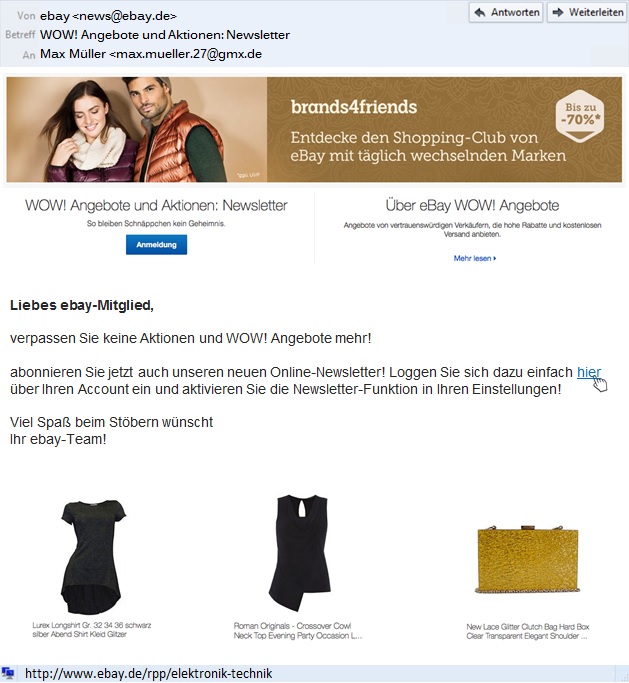 Von ebay <news@ebay.de>
Antworten
Weiterleiten
Betreff WOW! Angebote und Aktionen: Newsletter
An Max Müller <max.mueller.27@gmx.de
brands4friends
Entdecke den Shopping-Club von
eBay mit täglich wechselnden Marken
Bis zu
-70%*
WOW! Angebote und Aktionen: Newsletter
So bleiben Schnäppchen kein Geheimnis.
Anmeldung
Über eBay WOW! Angebote
Angebote von vertrauenswürdigen Verkäufern, die hohe Rabatte und kostenlosen
Versand anbieten.
Mehr lesen
Liebes ebay-Mitglied,
verpassen Sie keine Aktionen und WOW! Angebote mehr!
abonnieren Sie jetzt auch unseren neuen Online-Newsletter! Loggen Sie sich dazu einfach hier
über Ihren Account ein und aktivieren Sie die Newsletter-Funktion in Ihren Einstellungen!
Viel Spaß beim Stöbern wünscht
Ihr ebay-Team!
Lurex Longshirt Gr. 32 34 36 schwarz
silber Abend Shirt Kleid Glitzer
Roman Originals - Crossover Cowl
Neck Top Evening Party Occasion L...
New Lace Glitter Clutch Bag Hard Box
Clear Transparent Elegant Shoulder ...
http://www.ebay.de/rpp/elektronik-technik